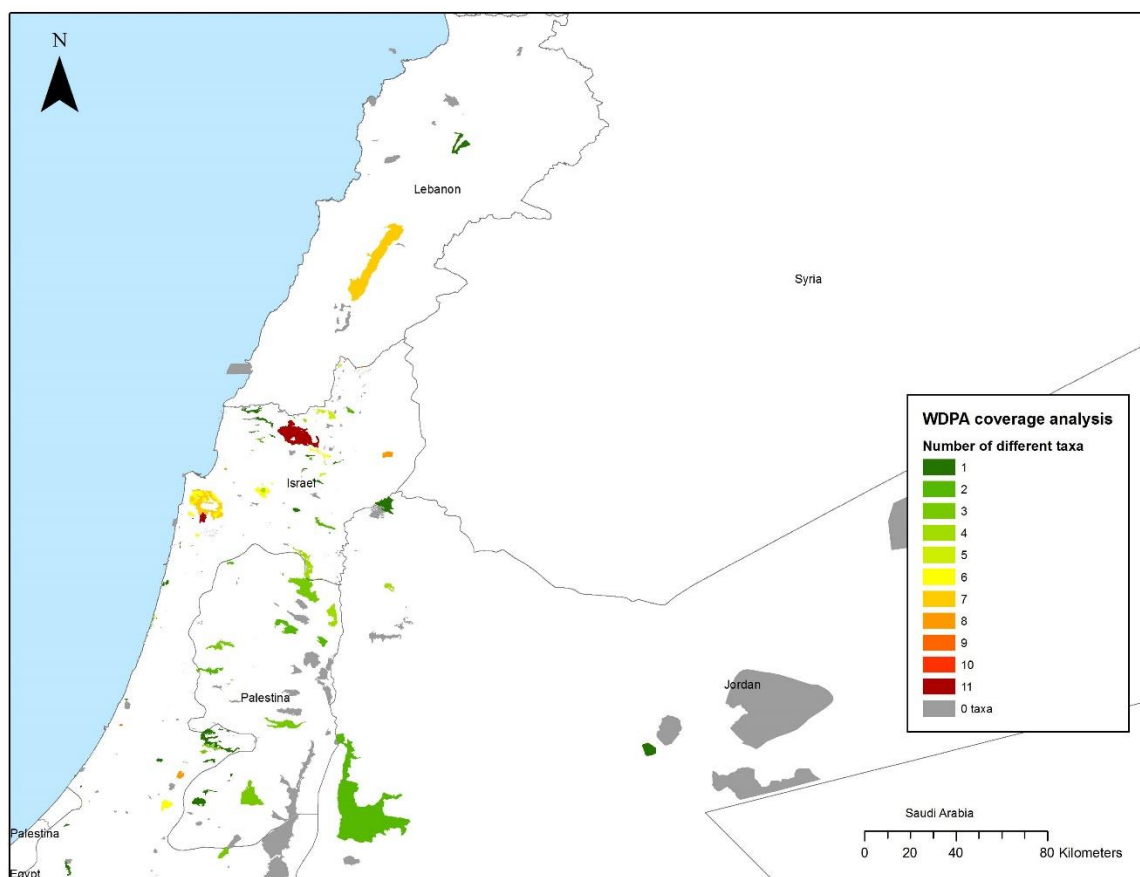 N
Lebanon
Syria
Israel
Palestina
Jordan
Saudi Arabia
Palestina
Egypt
WDPA coverage analysis
Number of different taxa
1
2
3
4
5
6
7
8
9
10
11
0 taxa
0 20 40 80 Kilometers